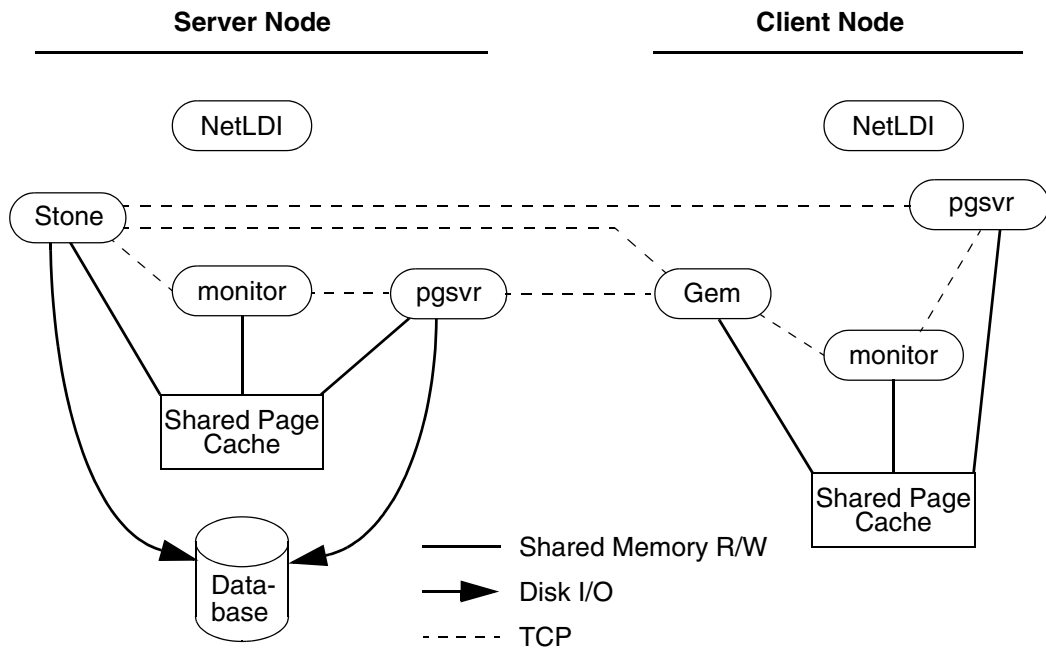 Server Node
Client Node
NetLDI
NetLDI
Stone
pgsvr
monitor
pgsvr
Gem
monitor
Shared Page
Cache
Shared Page
Cache
Data-
base
Shared Memory R/W
Disk I/O
TCP